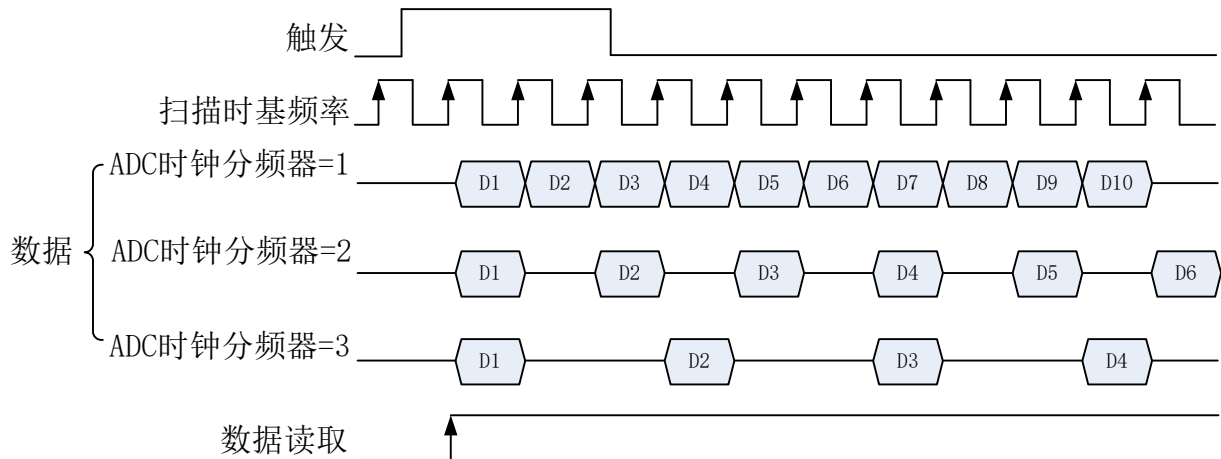 触发
扫描时基频率
ADC时钟分频器=1
D1 D2 D3 D4 D5 D6 D7 D8 D9 D10
数据
ADC时钟分频器=2
D1 D2 D3 D4 D5 D6
ADC时钟分频器=3
D1 D2 D3 D4
数据读取